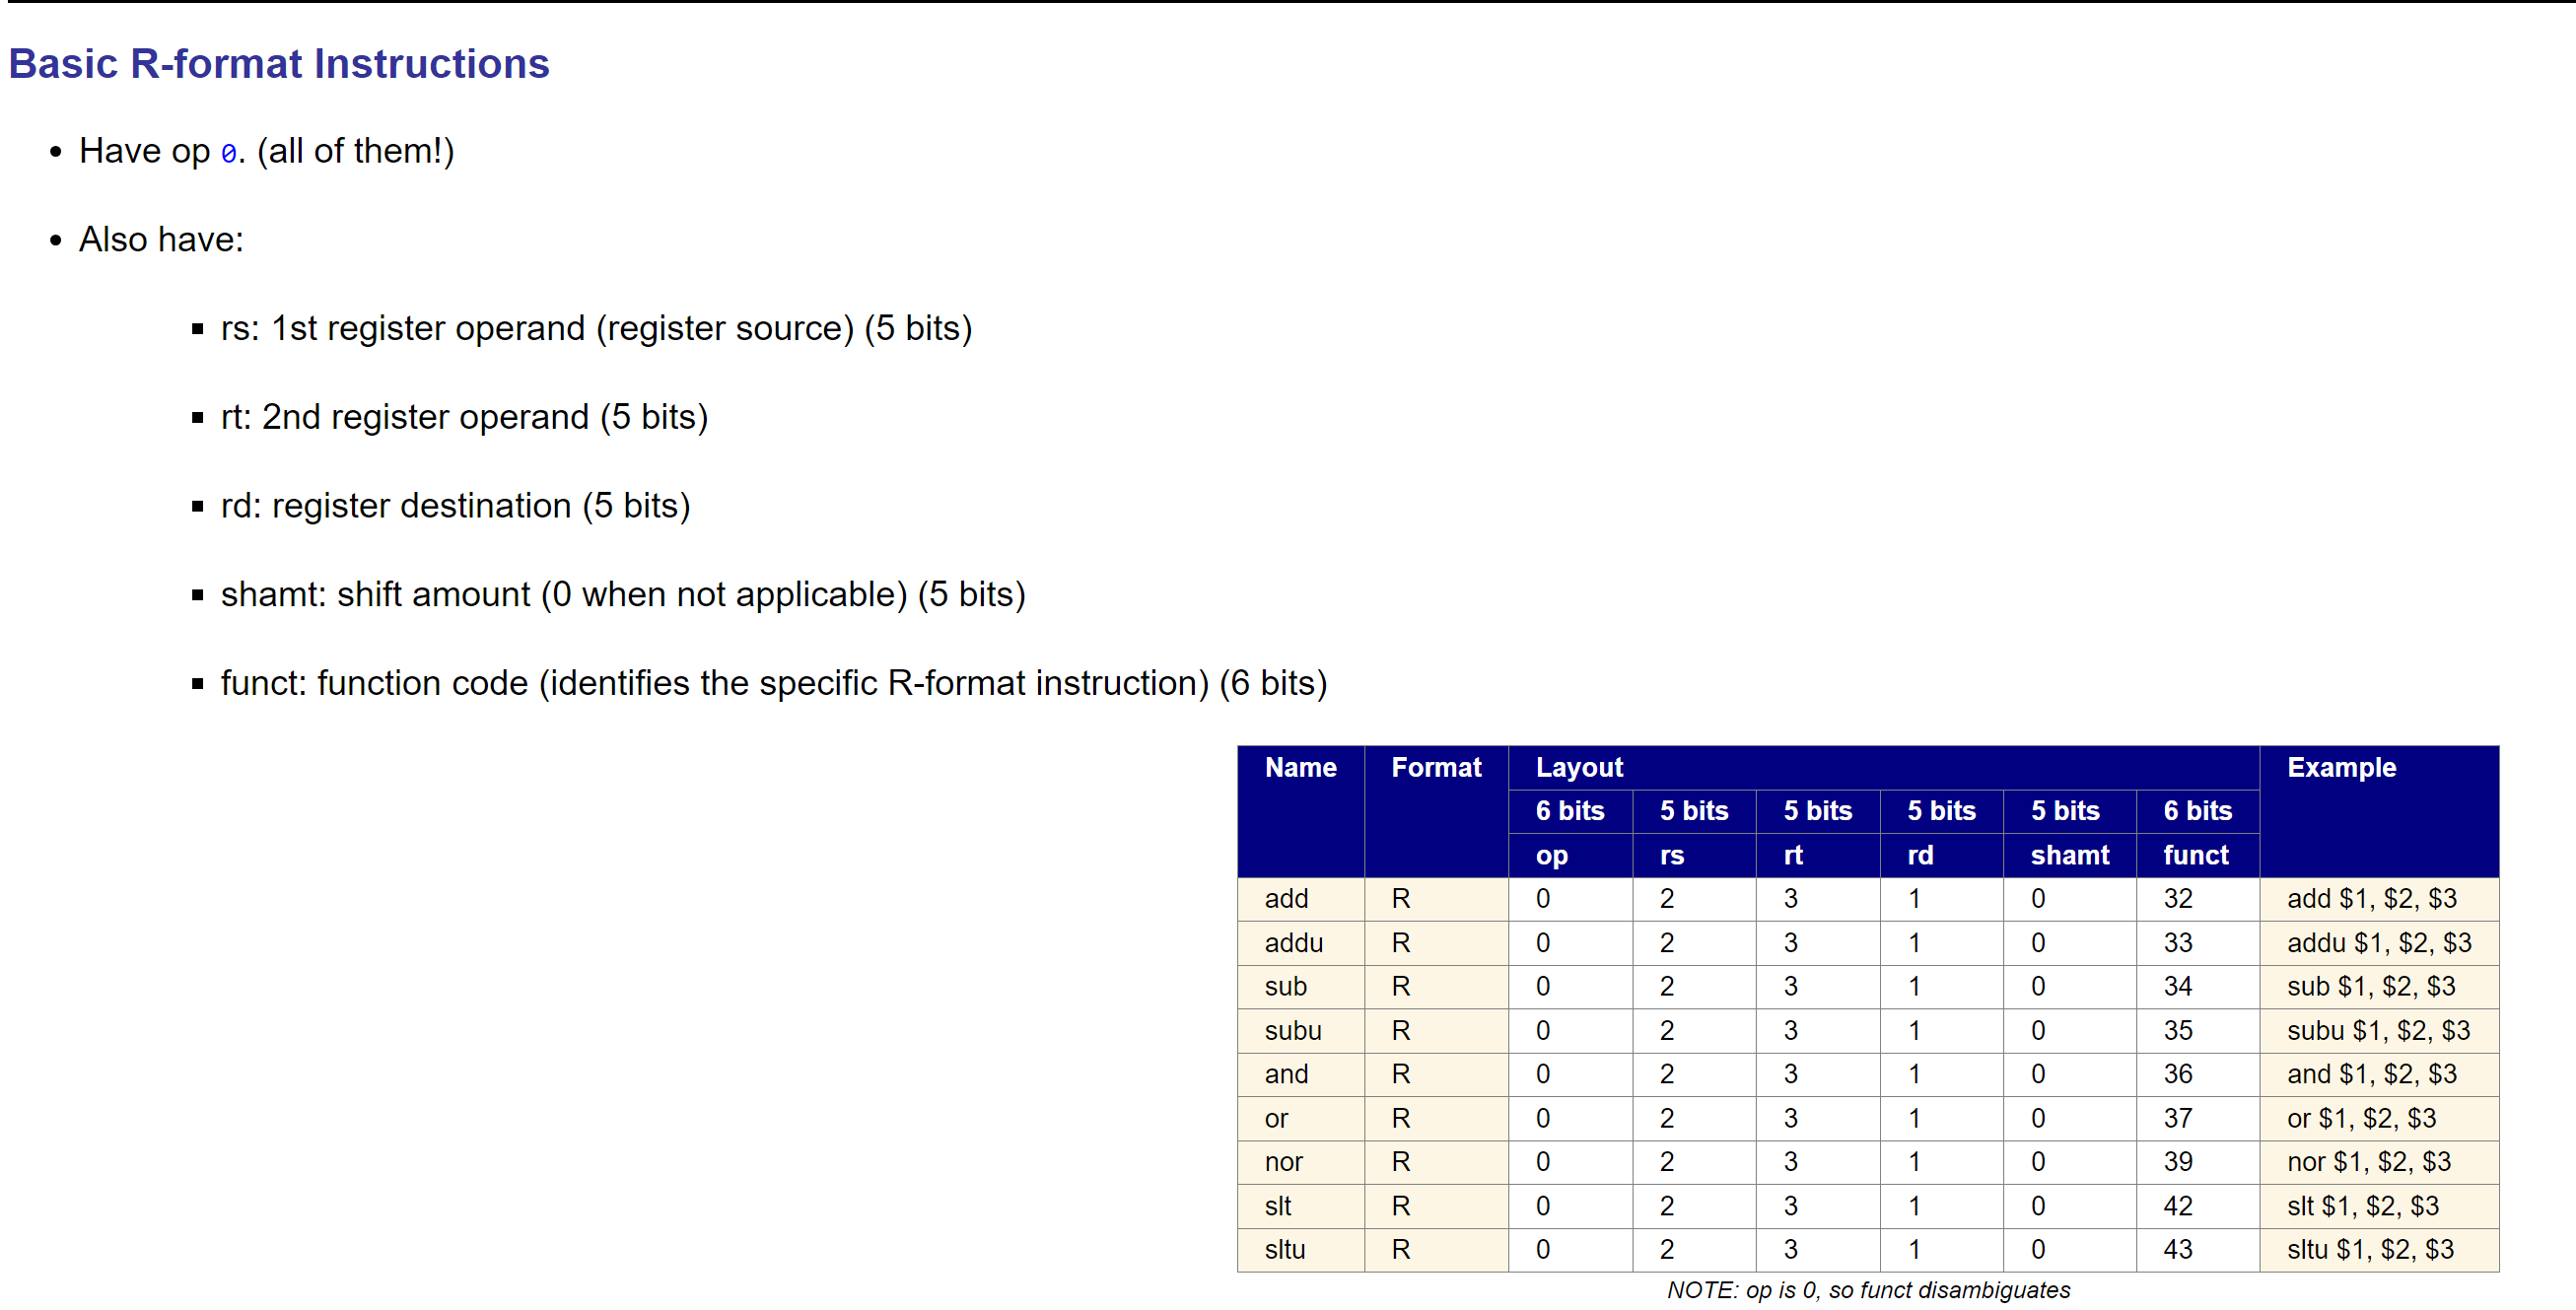 Basic R-format Instructions
• Have op 0. (all of them!)
• Also have:
▪ rs: 1st register operand (register source) (5 bits)
▪ rt: 2nd register operand (5 bits)
▪ rd: register destination (5 bits)
▪ shamt: shift amount (0 when not applicable) (5 bits)
▪ funct: function code (identifies the specific R-format instruction) (6 bits)
Name Format Layout Example
6 bits 5 bits 5 bits 5 bits 5 bits 6 bits
op rs rt rd shamt funct
add R 0 2 3 1 0 32 add $1, $2, $3
addu R 0 2 3 1 0 33 addu $1, $2, $3
sub R 0 2 3 1 0 34 sub $1, $2, $3
subu R 0 2 3 1 0 35 subu $1, $2, $3
and R 0 2 3 1 0 36 and $1, $2, $3
or R 0 2 3 1 0 37 or $1, $2, $3
nor R 0 2 3 1 0 39 nor $1, $2, $3
slt R 0 2 3 1 0 42 slt $1, $2, $3
sltu R 0 2 3 1 0 43 sltu $1, $2, $3
NOTE: op is 0, so funct disambiguates